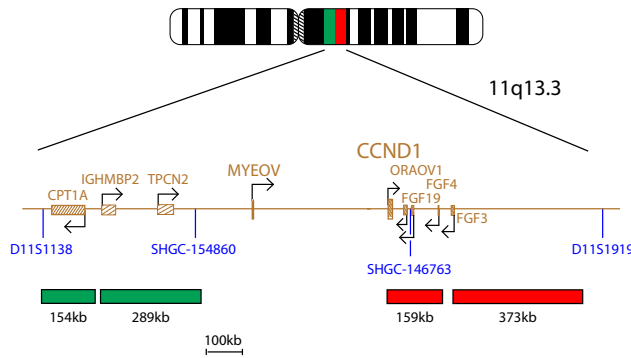 11q13.3
CCND1
MYEOV
ORAOV1
IGHMBP2
TPCN2
FGF4
CPT1A
FGF19
FGF3
D11S1138
SHGC-154860
D11S1919
SHGC-146763
154kb
289kb
159kb
373kb
100kb